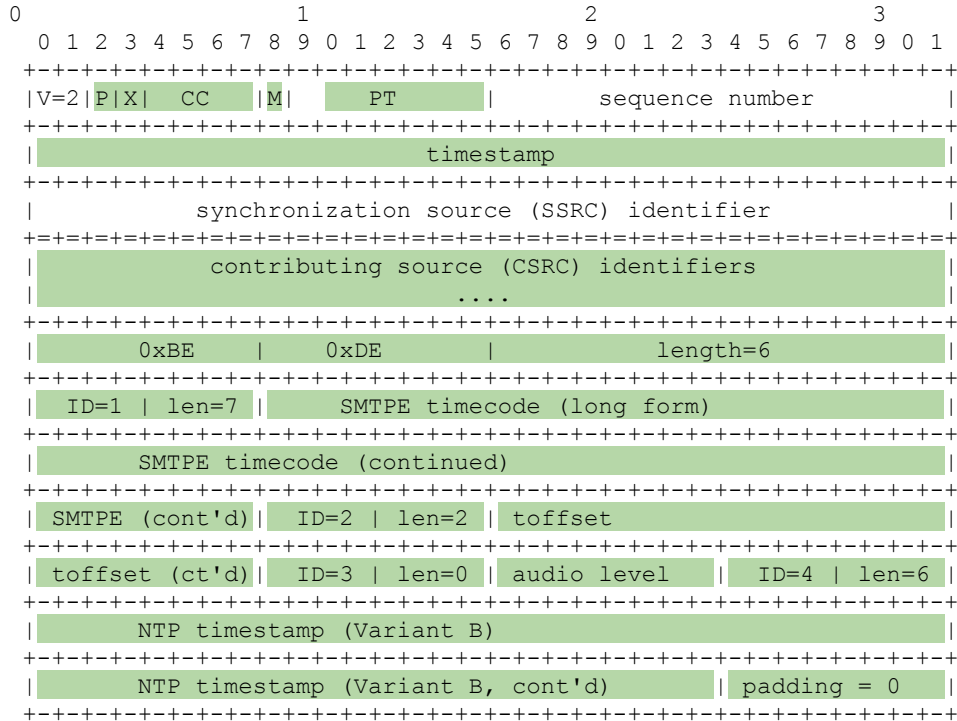 0                   1                   2                   3
  0 1 2 3 4 5 6 7 8 9 0 1 2 3 4 5 6 7 8 9 0 1 2 3 4 5 6 7 8 9 0 1
 +-+-+-+-+-+-+-+-+-+-+-+-+-+-+-+-+-+-+-+-+-+-+-+-+-+-+-+-+-+-+-+-+
 |V=2|P|X|  CC   |M|  PT     |       sequence number         |
 +-+-+-+-+-+-+-+-+-+-+-+-+-+-+-+-+-+-+-+-+-+-+-+-+-+-+-+-+-+-+-+-+
 |                           timestamp                           |
 +-+-+-+-+-+-+-+-+-+-+-+-+-+-+-+-+-+-+-+-+-+-+-+-+-+-+-+-+-+-+-+-+
 |           synchronization source (SSRC) identifier            |
 +=+=+=+=+=+=+=+=+=+=+=+=+=+=+=+=+=+=+=+=+=+=+=+=+=+=+=+=+=+=+=+=+
 |            contributing source (CSRC) identifiers             |
 |                             ....                              |
 +-+-+-+-+-+-+-+-+-+-+-+-+-+-+-+-+-+-+-+-+-+-+-+-+-+-+-+-+-+-+-+-+
 |       0xBE    |    0xDE       |           length=6            |
 +-+-+-+-+-+-+-+-+-+-+-+-+-+-+-+-+-+-+-+-+-+-+-+-+-+-+-+-+-+-+-+-+
 |  ID=1 | len=7 |     SMTPE timecode (long form)                |
 +-+-+-+-+-+-+-+-+-+-+-+-+-+-+-+-+-+-+-+-+-+-+-+-+-+-+-+-+-+-+-+-+
 |       SMTPE timecode (continued)                              |
 +-+-+-+-+-+-+-+-+-+-+-+-+-+-+-+-+-+-+-+-+-+-+-+-+-+-+-+-+-+-+-+-+
 | SMTPE (cont'd)|  ID=2 | len=2 | toffset                       |
 +-+-+-+-+-+-+-+-+-+-+-+-+-+-+-+-+-+-+-+-+-+-+-+-+-+-+-+-+-+-+-+-+
 | toffset (ct'd)|  ID=3 | len=0 | audio level   |  ID=4 | len=6 |
 +-+-+-+-+-+-+-+-+-+-+-+-+-+-+-+-+-+-+-+-+-+-+-+-+-+-+-+-+-+-+-+-+
 |       NTP timestamp (Variant B)                               |
 +-+-+-+-+-+-+-+-+-+-+-+-+-+-+-+-+-+-+-+-+-+-+-+-+-+-+-+-+-+-+-+-+
 |       NTP timestamp (Variant B, cont'd)       | padding = 0   |
 +-+-+-+-+-+-+-+-+-+-+-+-+-+-+-+-+-+-+-+-+-+-+-+-+-+-+-+-+-+-+-+-+